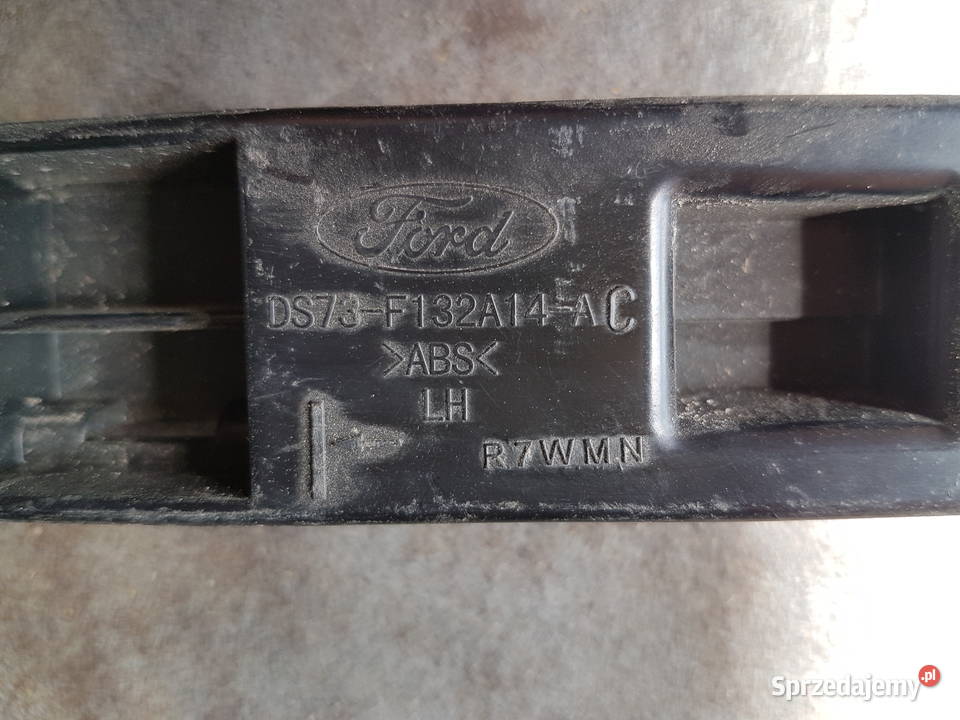 Ford
DS73-F132A14-AC
>ABS<
LH
R7WMN
Sprzedajemy.pl